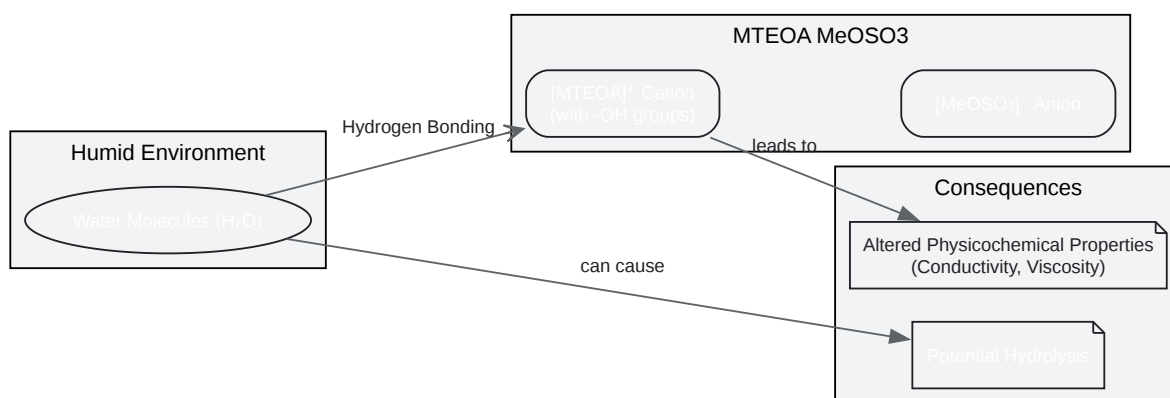 MTEOA MeOSO3
[MTEOA]⁺ Cation
(with -OH groups)
[MeOSO₃]⁻ Anion
Hydrogen Bonding
leads to
Humid Environment
Water Molecules (H₂O)
Consequences
Altered Physicochemical Properties
(Conductivity, Viscosity)
can cause
Potential Hydrolysis